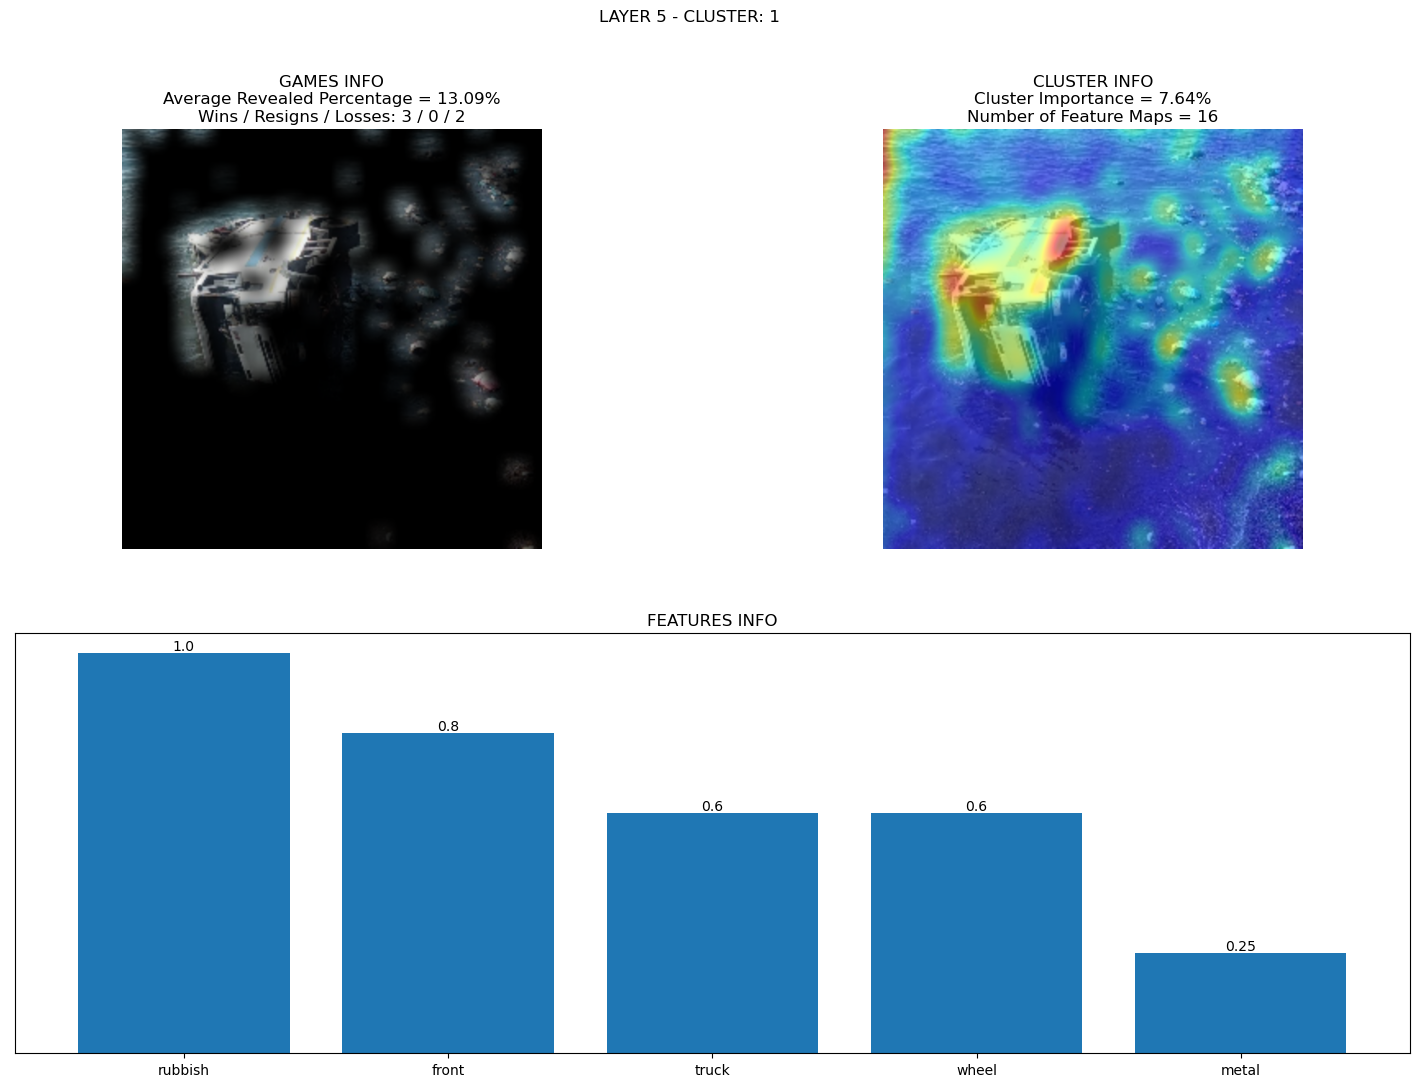 LAYER 5 - CLUSTER: 1
GAMES INFO
Average Revealed Percentage = 13.09%
Wins / Resigns / Losses: 3 / 0 / 2
CLUSTER INFO
Cluster Importance = 7.64%
Number of Feature Maps = 16
FEATURES INFO
1.0
0.8
0.6
0.6
0.25
rubbish
front
truck
wheel
metal